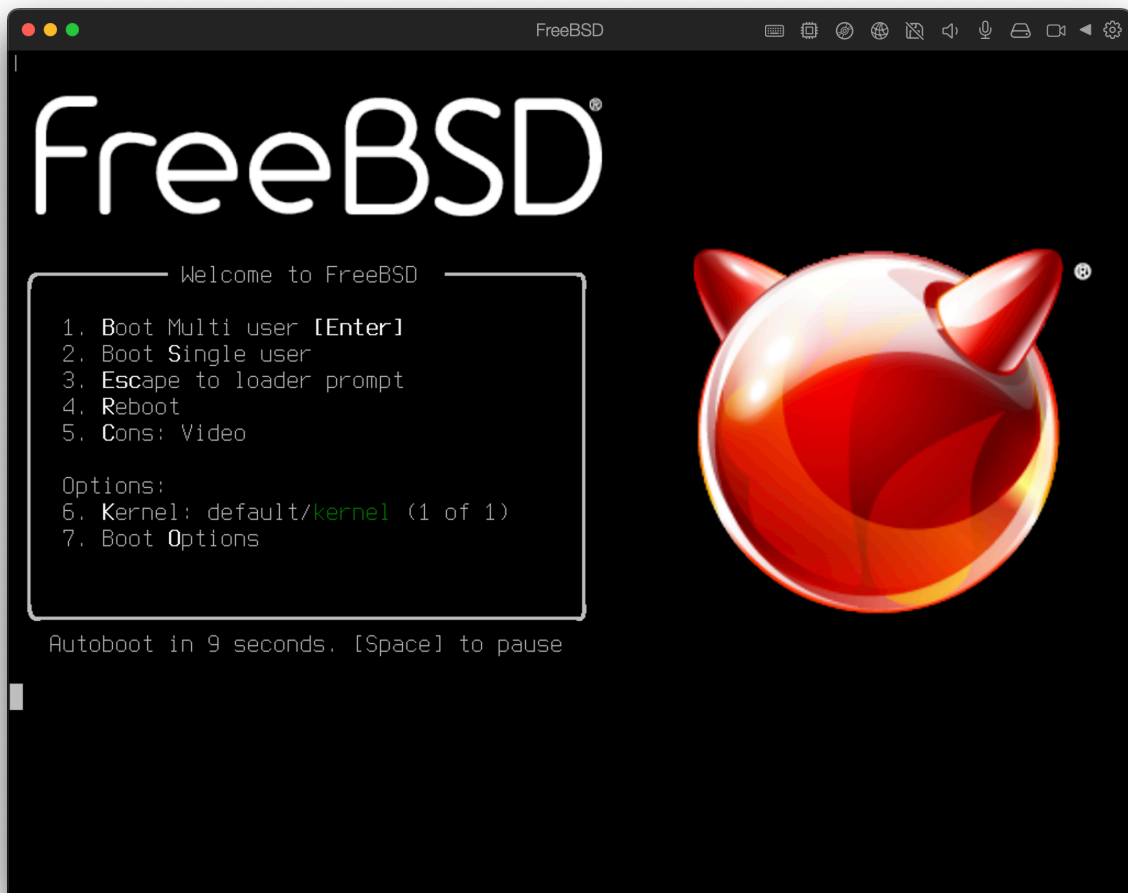 FreeBSD
FreeBSD®
Welcome to FreeBSD
1. Boot Multi user [Enter]
2. Boot Single user
3. Escape to loader prompt
4. Reboot
5. Cons: Video
Options:
6. Kernel: default/kernel (1 of 1)
7. Boot Options
Autoboot in 9 seconds. [Space] to pause
®